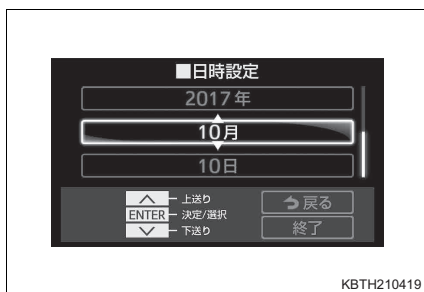 ■日時設定
2017年
10月
10日
上送り
ENTER 決定/選択
下送り
戻る
終了
KBTH210419